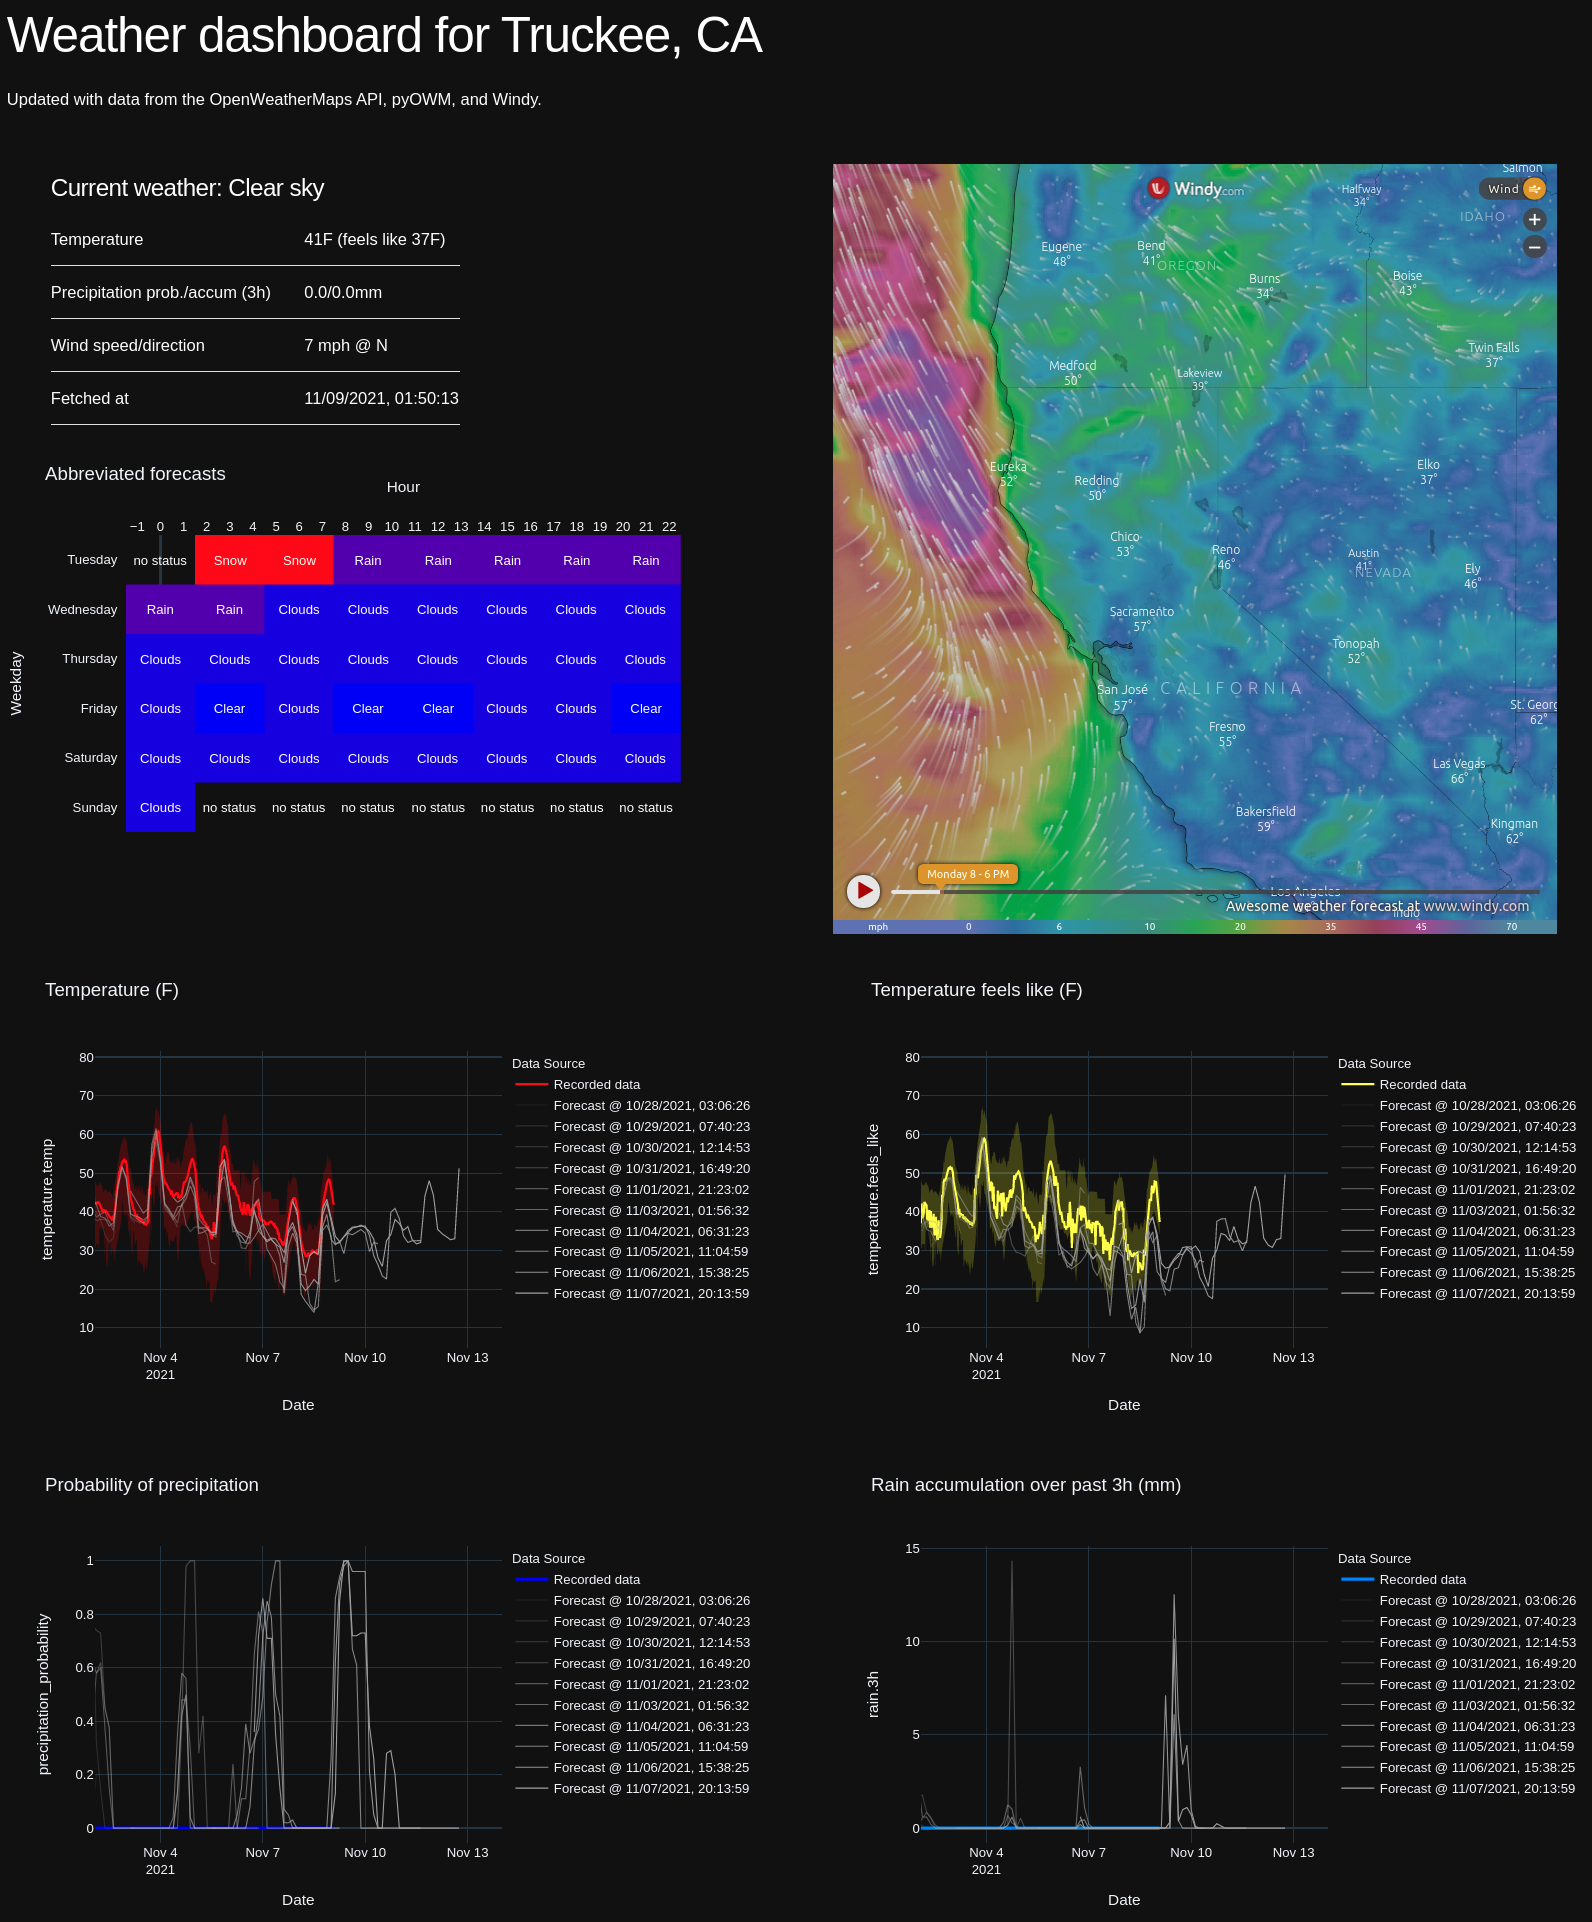 Weather dashboard for Truckee, CA
Updated with data from the OpenWeatherMaps API, pyOWM, and Windy.
Current weather: Clear sky
Temperature 41F (feels like 37F)
Precipitation prob./accum (3h) 0.0/0.0mm
Wind speed/direction 7 mph @ N
Fetched at 11/09/2021, 01:50:13
Abbreviated forecasts
Hour
−1 0 1 2 3 4 5 6 7 8 9 10 11 12 13 14 15 16 17 18 19 20 21 22
Tuesday no status Snow Snow Rain Rain Rain Rain Rain
Wednesday Rain Rain Clouds Clouds Clouds Clouds Clouds Clouds
Thursday Clouds Clouds Clouds Clouds Clouds Clouds Clouds Clouds
Friday Clouds Clear Clouds Clear Clear Clouds Clouds Clear
Saturday Clouds Clouds Clouds Clouds Clouds Clouds Clouds Clouds
Sunday Clouds no status no status no status no status no status no status no status
Weekday
Salmon
Windy.com
Halfway
34°
Wind
IDAHO
+
−
Eugene
48°
Bend
41°
OREGON
Burns
34°
Boise
43°
Twin Falls
37°
Medford
50°
Lakeview
39°
Eureka
52°
Redding
50°
Elko
37°
Chico
53°
Reno
46°
Austin
41°
NEVADA
Ely
46°
Sacramento
57°
Tonopah
52°
San José
57°
CALIFORNIA
St. Georg
62°
Fresno
55°
Las Vegas
66°
Bakersfield
59°
Kingman
62°
Monday 8 - 6 PM
Los Angeles
Awesome weather forecast at www.windy.com
Indio
mph 0 6 10 20 35 45 70
Temperature (F)
temperature.temp
80
70
60
50
40
30
20
10
Nov 4 Nov 7 Nov 10 Nov 13
2021
Date
Data Source
Recorded data
Forecast @ 10/28/2021, 03:06:26
Forecast @ 10/29/2021, 07:40:23
Forecast @ 10/30/2021, 12:14:53
Forecast @ 10/31/2021, 16:49:20
Forecast @ 11/01/2021, 21:23:02
Forecast @ 11/03/2021, 01:56:32
Forecast @ 11/04/2021, 06:31:23
Forecast @ 11/05/2021, 11:04:59
Forecast @ 11/06/2021, 15:38:25
Forecast @ 11/07/2021, 20:13:59
Temperature feels like (F)
temperature.feels_like
80
70
60
50
40
30
20
10
Nov 4 Nov 7 Nov 10 Nov 13
2021
Date
Data Source
Recorded data
Forecast @ 10/28/2021, 03:06:26
Forecast @ 10/29/2021, 07:40:23
Forecast @ 10/30/2021, 12:14:53
Forecast @ 10/31/2021, 16:49:20
Forecast @ 11/01/2021, 21:23:02
Forecast @ 11/03/2021, 01:56:32
Forecast @ 11/04/2021, 06:31:23
Forecast @ 11/05/2021, 11:04:59
Forecast @ 11/06/2021, 15:38:25
Forecast @ 11/07/2021, 20:13:59
Probability of precipitation
precipitation_probability
1
0.8
0.6
0.4
0.2
0
Nov 4 Nov 7 Nov 10 Nov 13
2021
Date
Data Source
Recorded data
Forecast @ 10/28/2021, 03:06:26
Forecast @ 10/29/2021, 07:40:23
Forecast @ 10/30/2021, 12:14:53
Forecast @ 10/31/2021, 16:49:20
Forecast @ 11/01/2021, 21:23:02
Forecast @ 11/03/2021, 01:56:32
Forecast @ 11/04/2021, 06:31:23
Forecast @ 11/05/2021, 11:04:59
Forecast @ 11/06/2021, 15:38:25
Forecast @ 11/07/2021, 20:13:59
Rain accumulation over past 3h (mm)
rain.3h
15
10
5
0
Nov 4 Nov 7 Nov 10 Nov 13
2021
Date
Data Source
Recorded data
Forecast @ 10/28/2021, 03:06:26
Forecast @ 10/29/2021, 07:40:23
Forecast @ 10/30/2021, 12:14:53
Forecast @ 10/31/2021, 16:49:20
Forecast @ 11/01/2021, 21:23:02
Forecast @ 11/03/2021, 01:56:32
Forecast @ 11/04/2021, 06:31:23
Forecast @ 11/05/2021, 11:04:59
Forecast @ 11/06/2021, 15:38:25
Forecast @ 11/07/2021, 20:13:59